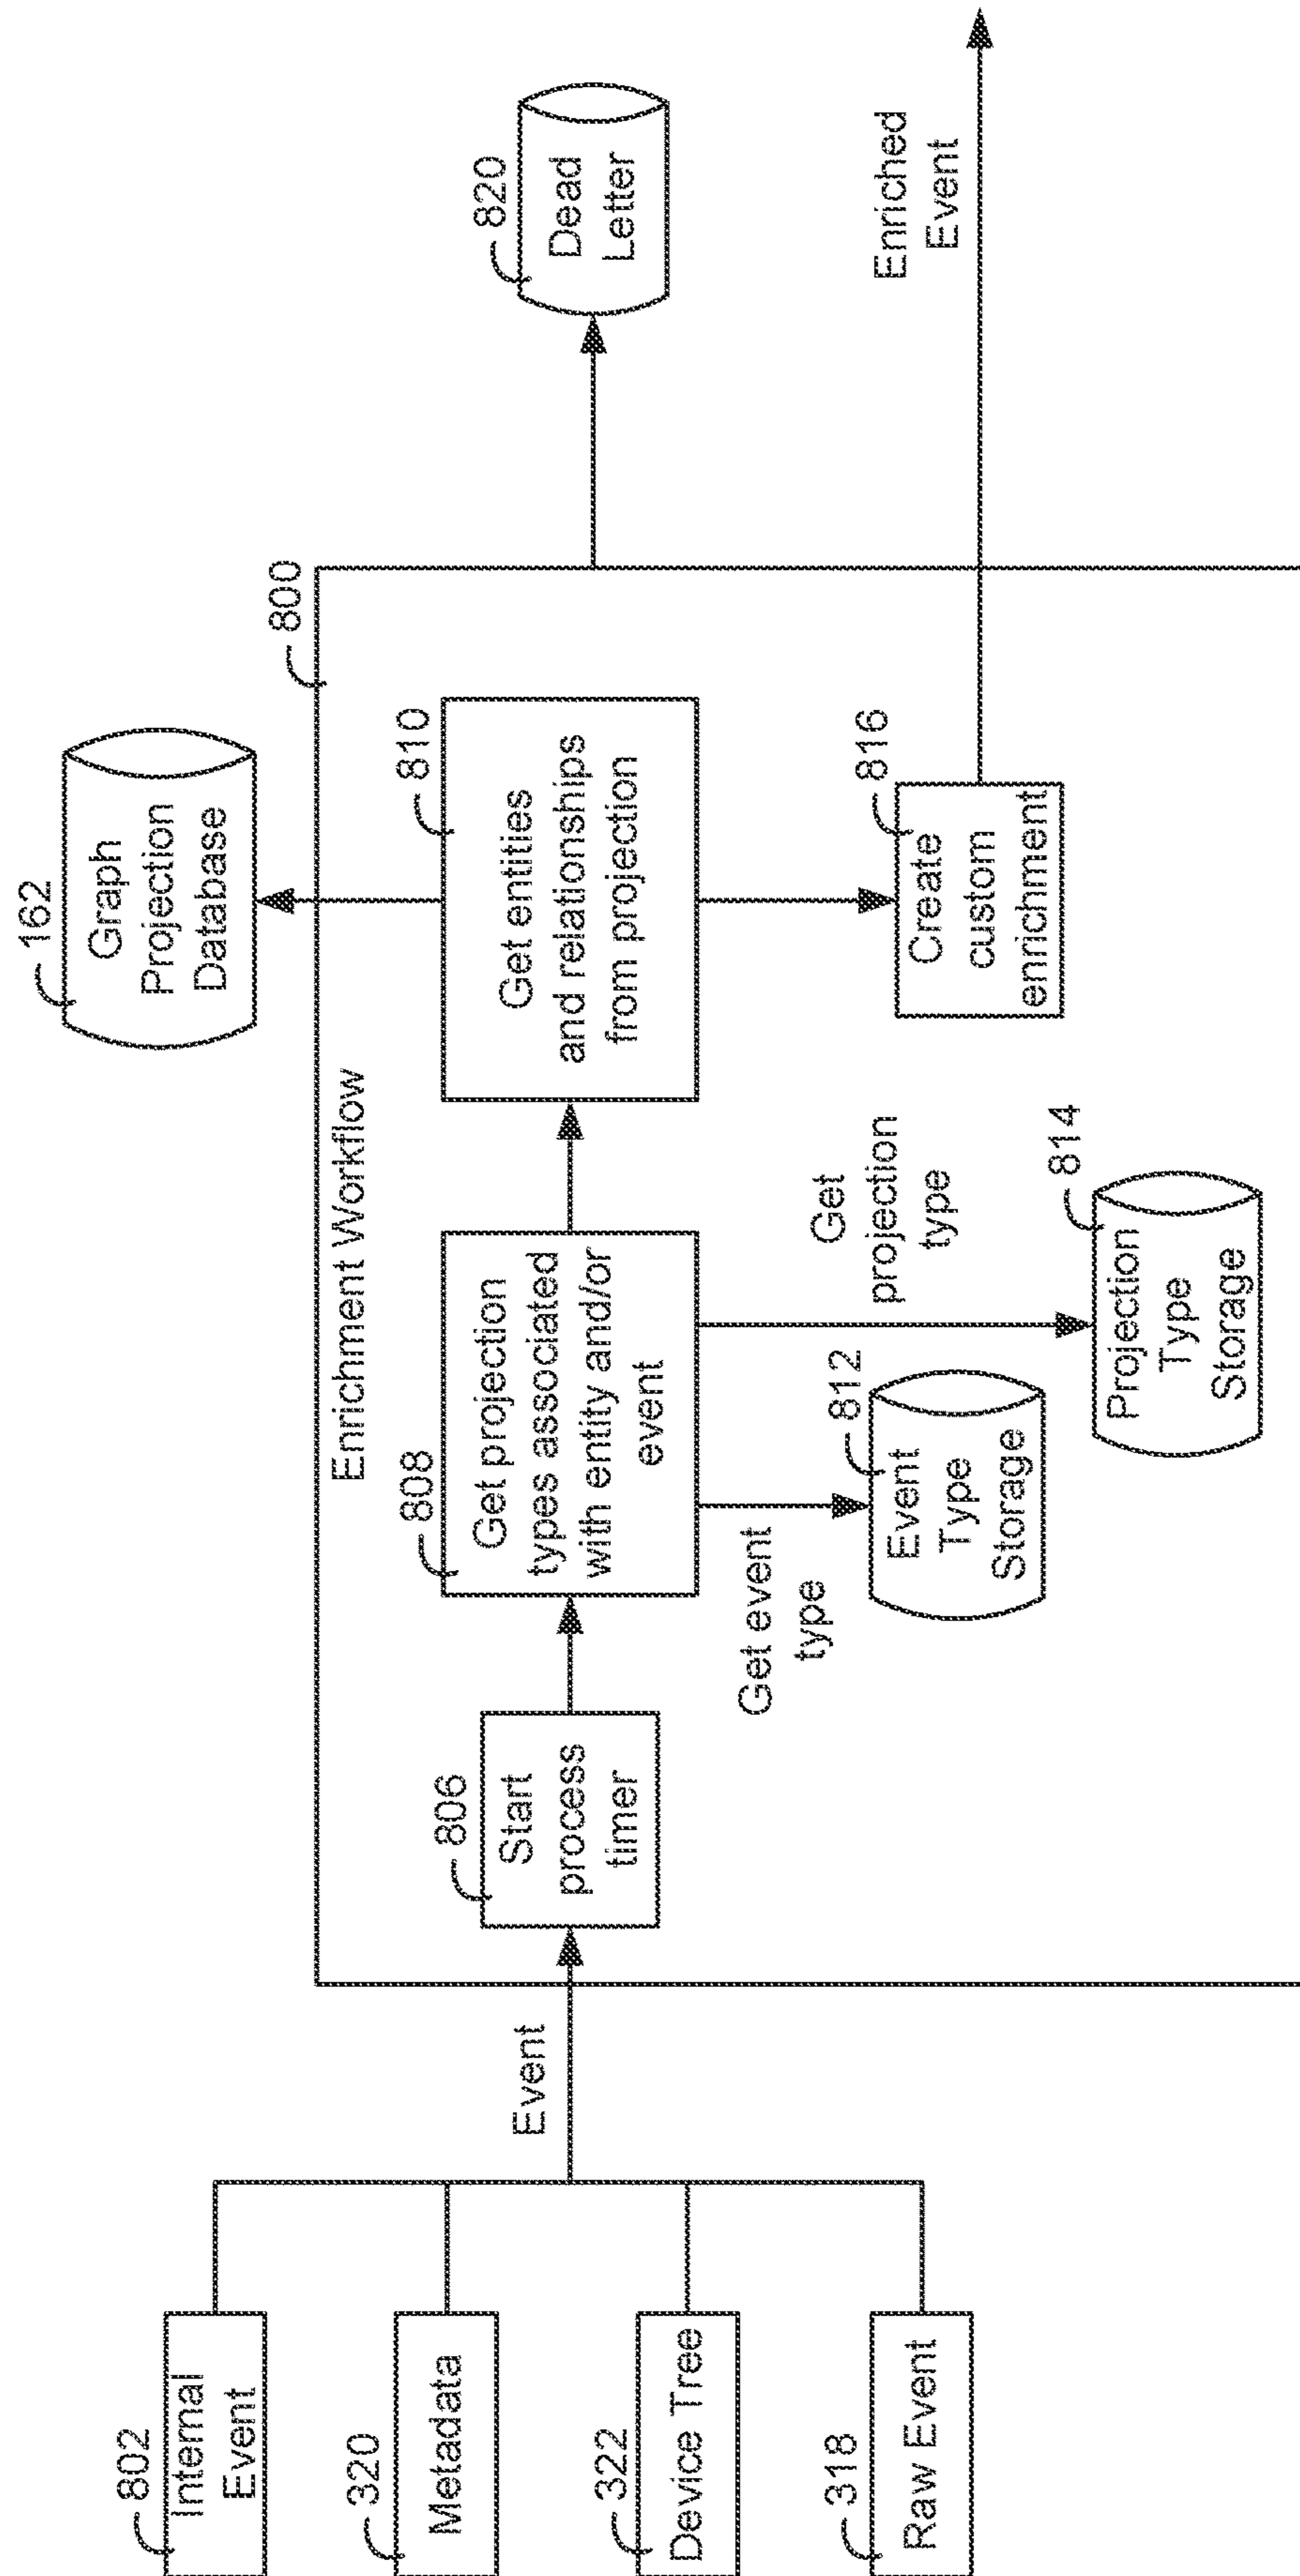 802
Internal
Event
320
Metadata
322
Device Tree
318
Raw Event
Event
800
Enrichment Workflow
806
Start
process
timer
808
Get projection
types associated
with entity and/or
event
810
Get entities
and relationships
from projection
162
Graph
Projection
Database
Get event
type
812
Event
Type
Storage
Get
projection
type
814
Projection
Type
Storage
816
Create
custom
enrichment
820
Dead
Letter
Enriched
Event